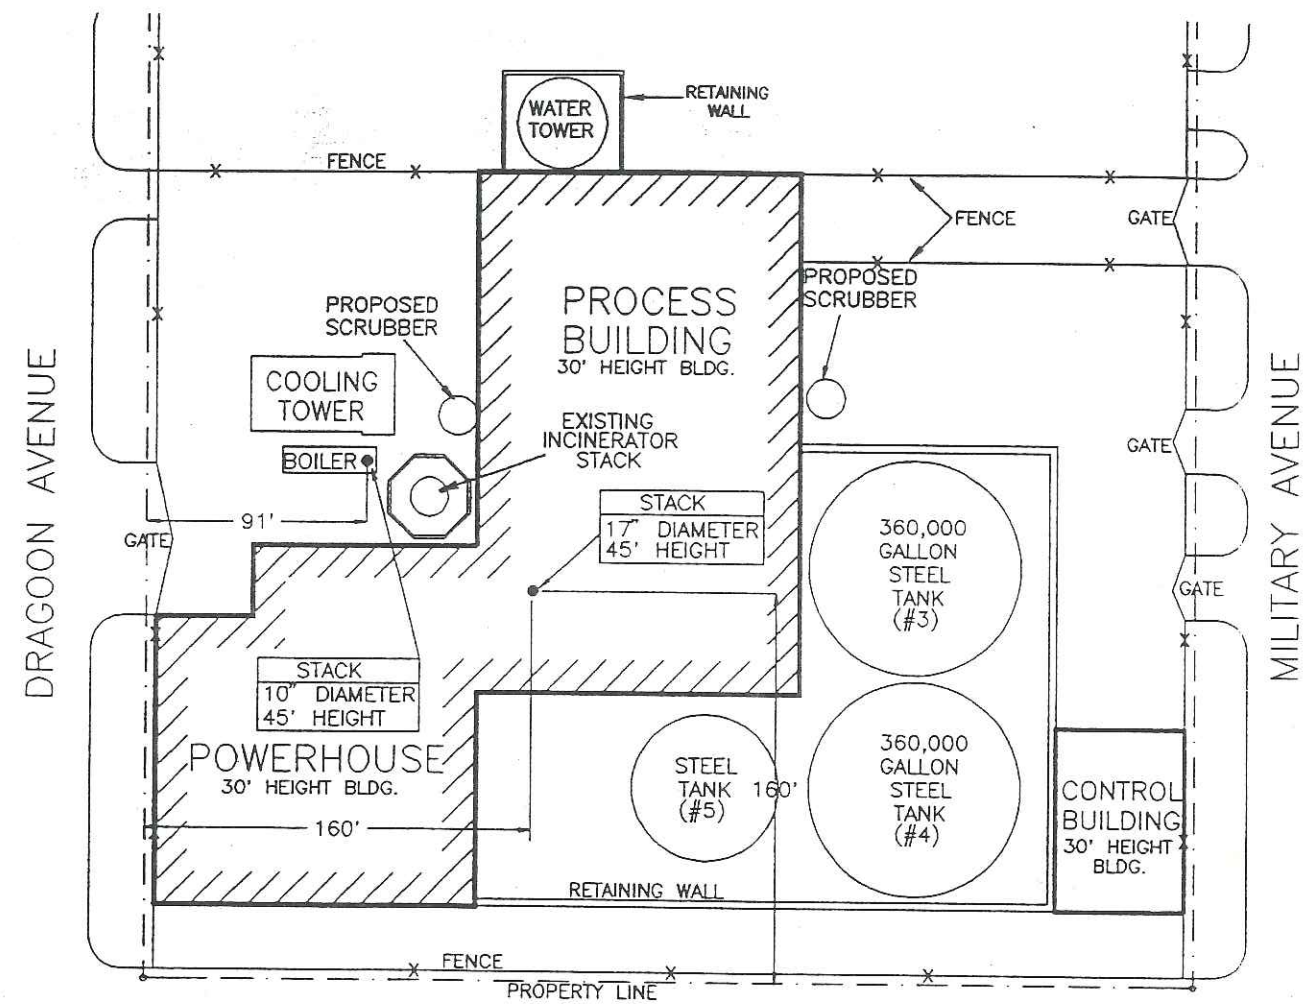 WATER
TOWER
RETAINING
WALL
FENCE
FENCE
GATE
PROPOSED
SCRUBBER
PROPOSED
SCRUBBER
PROCESS
BUILDING
30' HEIGHT BLDG.
COOLING
TOWER
EXISTING
INCINERATOR
STACK
BOILER
GATE
DRAGOON AVENUE
MILITARY AVENUE
91'
GATE
STACK
17" DIAMETER
45' HEIGHT
360,000
GALLON
STEEL
TANK
(#3)
GATE
STACK
10" DIAMETER
45' HEIGHT
POWERHOUSE
30' HEIGHT BLDG.
160'
STEEL
TANK
(#5)
160'
360,000
GALLON
STEEL
TANK
(#4)
CONTROL
BUILDING
30' HEIGHT
BLDG.
RETAINING WALL
FENCE
PROPERTY LINE